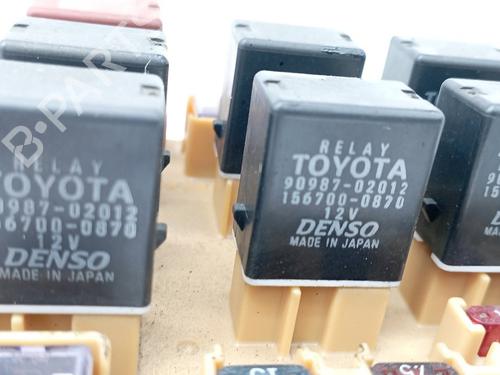 B-PARTS
RELAY
TOYOTA
90987-02012
156700-0870
12V
DENSO
MADE IN JAPAN
RELAY
TOYOTA
90987-02012
156700-0870
12V
DENSO
MADE IN JAPAN